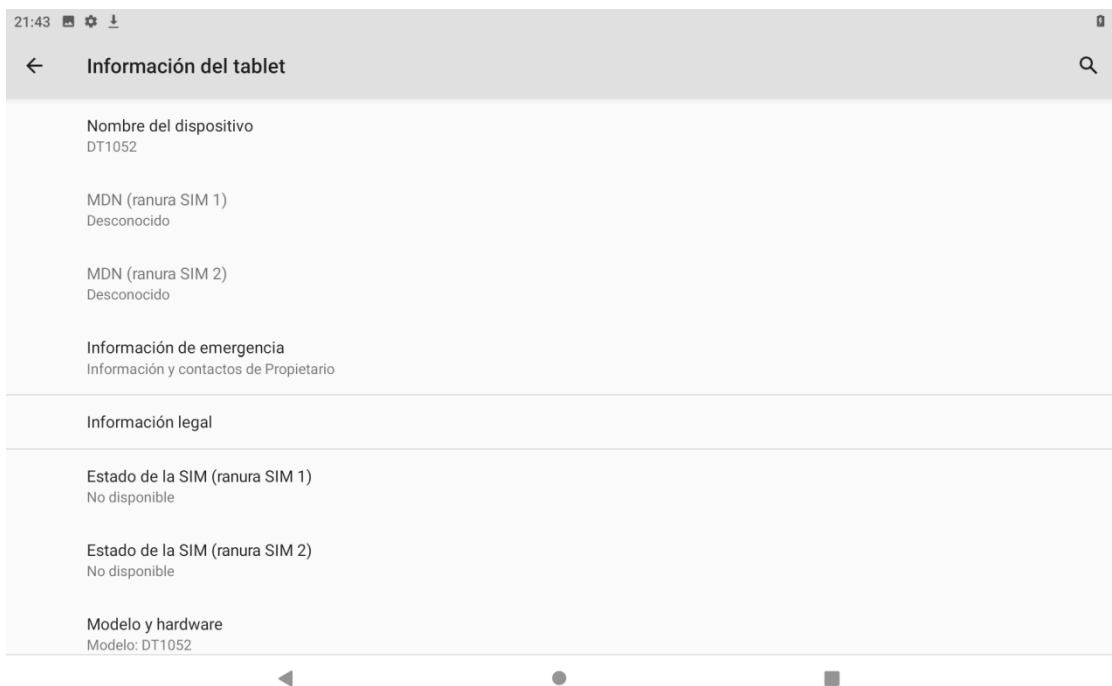 21:43
Información del tablet
Nombre del dispositivo
DT1052
MDN (ranura SIM 1)
Desconocido
MDN (ranura SIM 2)
Desconocido
Información de emergencia
Información y contactos de Propietario
Información legal
Estado de la SIM (ranura SIM 1)
No disponible
Estado de la SIM (ranura SIM 2)
No disponible
Modelo y hardware
Modelo: DT1052